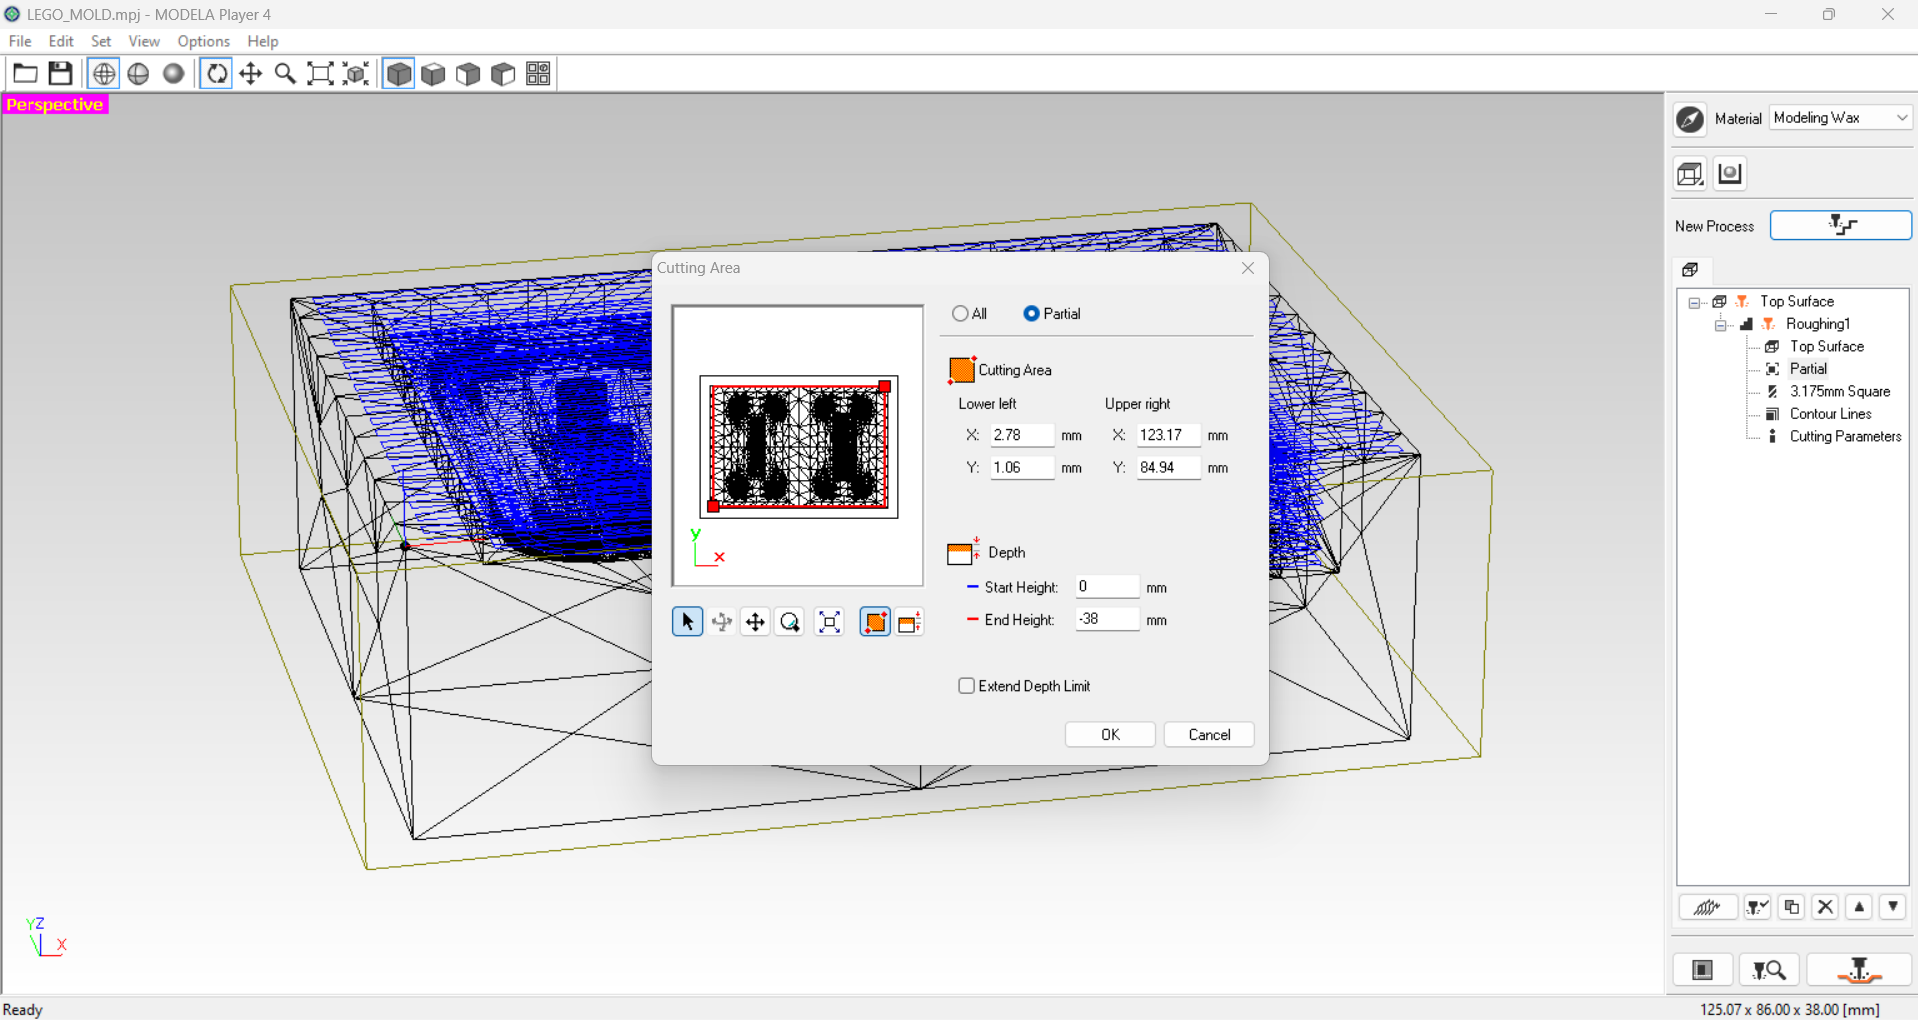 LEGO_MOLD.mpj - MODELA Player 4
File Edit Set View Options Help
Perspective
Material Modeling Wax
New Process
Top Surface
Roughing1
Top Surface
Partial
3.175mm Square
Contour Lines
Cutting Parameters
Cutting Area
All Partial
Cutting Area
Lower left Upper right
X: 2.78 mm X: 123.17 mm
Y: 1.06 mm Y: 84.94 mm
y
x
Depth
Start Height: 0 mm
End Height: -38 mm
Extend Depth Limit
OK Cancel
YZ
X
Ready 125.07 x 86.00 x 38.00 [mm]